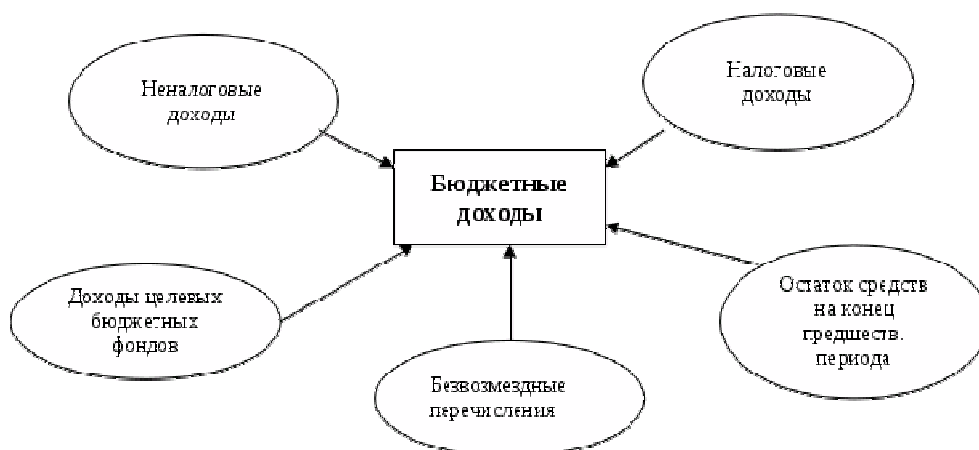 Неналоговые
доходы
Налоговые
доходы
Бюджетные
доходы
Доходы целевых
бюджетных
фондов
Безвозмездные
перечисления
Остаток средств
на конец
предшеств.
периода